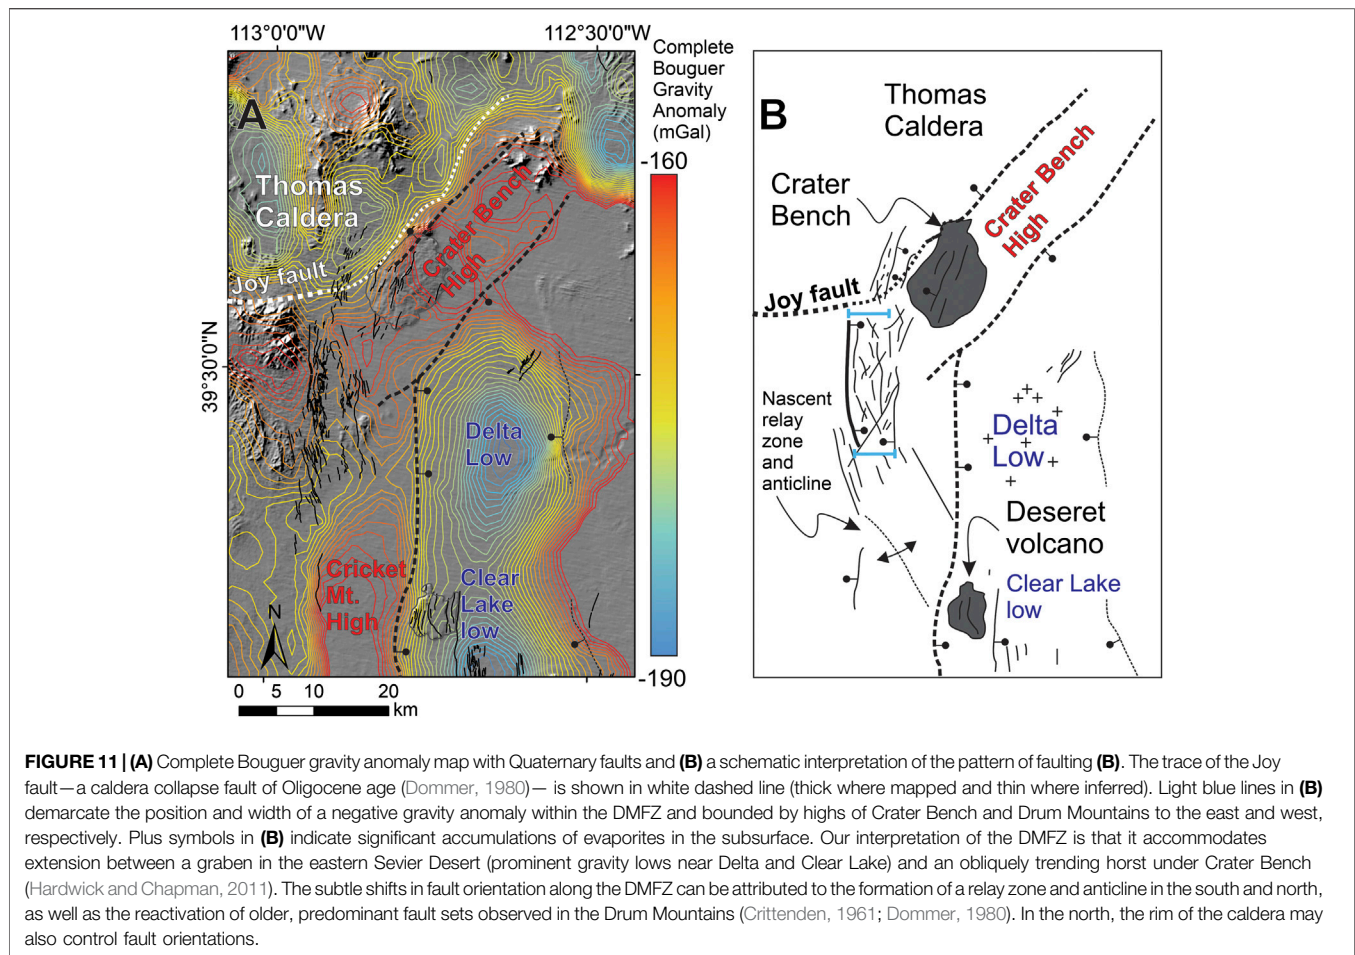 113°0'0"W
112°30'0"W
A
Thomas
Caldera
Joy fault
Crater Bench
High
39°30'0"N
Delta
Low
Cricket
Mt.
High
Clear
Lake
low
N
0 5 10 20
km
Complete
Bouguer
Gravity
Anomaly
(mGal)
-160
-190
B
Thomas
Caldera
Crater
Bench
Crater Bench
High
Joy fault
Nascent
relay
zone
and
anticline
Delta
Low
Deseret
volcano
Clear Lake
low
FIGURE 11 | (A) Complete Bouguer gravity anomaly map with Quaternary faults and (B) a schematic interpretation of the pattern of faulting (B). The trace of the Joy
fault—a caldera collapse fault of Oligocene age (Dommer, 1980)— is shown in white dashed line (thick where mapped and thin where inferred). Light blue lines in (B)
demarcate the position and width of a negative gravity anomaly within the DMFZ and bounded by highs of Crater Bench and Drum Mountains to the east and west,
respectively. Plus symbols in (B) indicate significant accumulations of evaporites in the subsurface. Our interpretation of the DMFZ is that it accommodates
extension between a graben in the eastern Sevier Desert (prominent gravity lows near Delta and Clear Lake) and an obliquely trending horst under Crater Bench
(Hardwick and Chapman, 2011). The subtle shifts in fault orientation along the DMFZ can be attributed to the formation of a relay zone and anticline in the south and north,
as well as the reactivation of older, predominant fault sets observed in the Drum Mountains (Crittenden, 1961; Dommer, 1980). In the north, the rim of the caldera may
also control fault orientations.